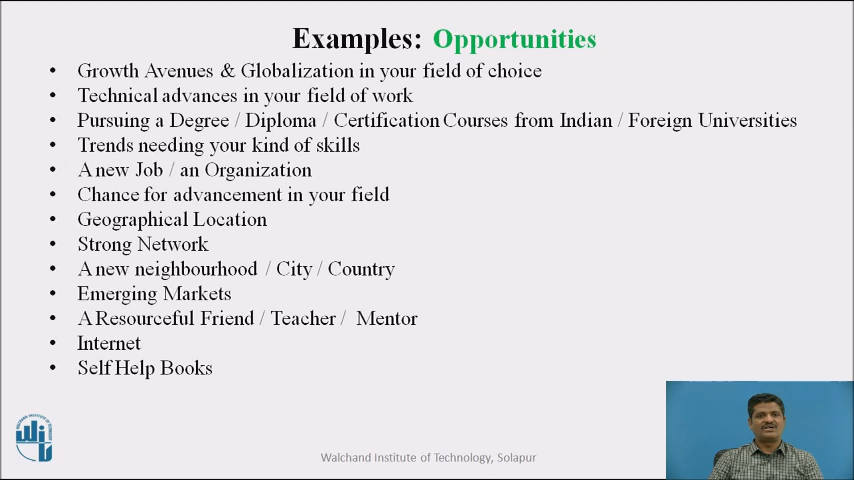 Examples: Opportunities
• Growth Avenues & Globalization in your field of choice
• Technical advances in your field of work
• Pursuing a Degree / Diploma / Certification Courses from Indian / Foreign Universities
• Trends needing your kind of skills
• A new Job / an Organization
• Chance for advancement in your field
• Geographical Location
• Strong Network
• A new neighbourhood / City / Country
• Emerging Markets
• A Resourceful Friend / Teacher / Mentor
• Internet
• Self Help Books
Walchand Institute of Technology, Solapur